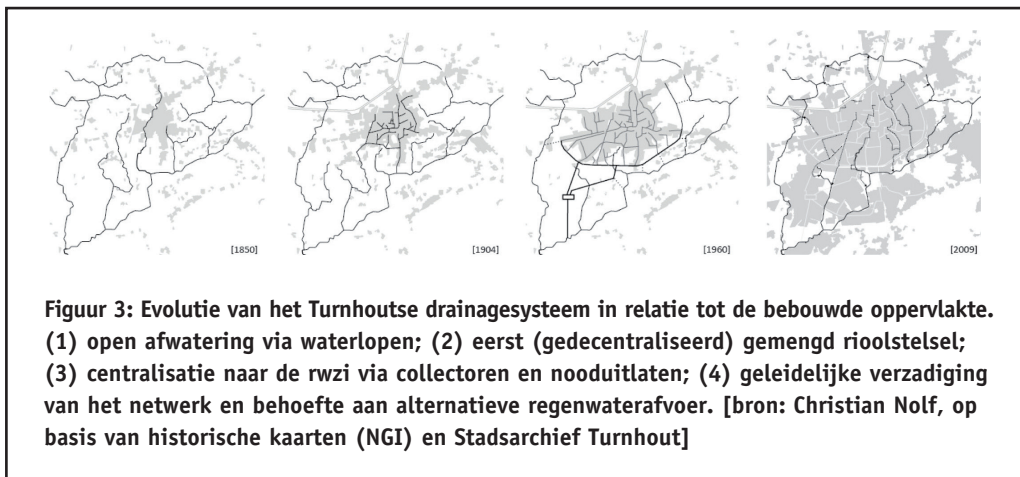 [1850]
[1904]
[1960]
[2009]
Figuur 3: Evolutie van het Turnhoutse drainagesysteem in relatie tot de bebouwde oppervlakte.
(1) open afwatering via waterlopen; (2) eerst (gedecentraliseerd) gemengd rioolstelsel;
(3) centralisatie naar de rwzi via collectoren en nooduitlaten; (4) geleidelijke verzadiging
van het netwerk en behoefte aan alternatieve regenwaterafvoer. [bron: Christian Nolf, op
basis van historische kaarten (NGI) en Stadsarchief Turnhout]